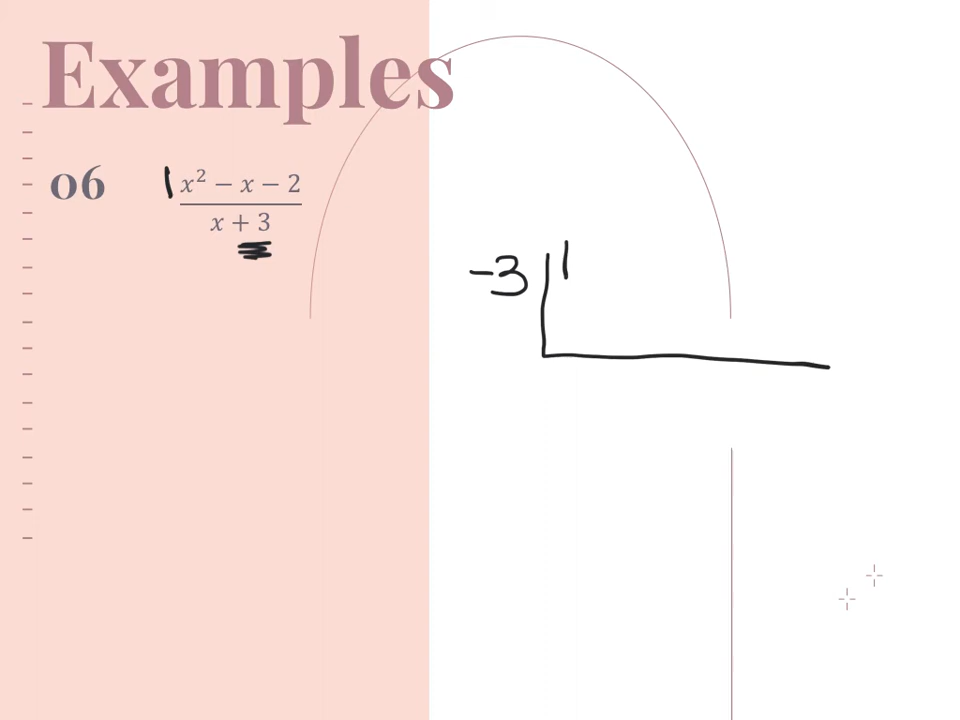 Examples
06
1 x² − x − 2
x + 3
-3 1